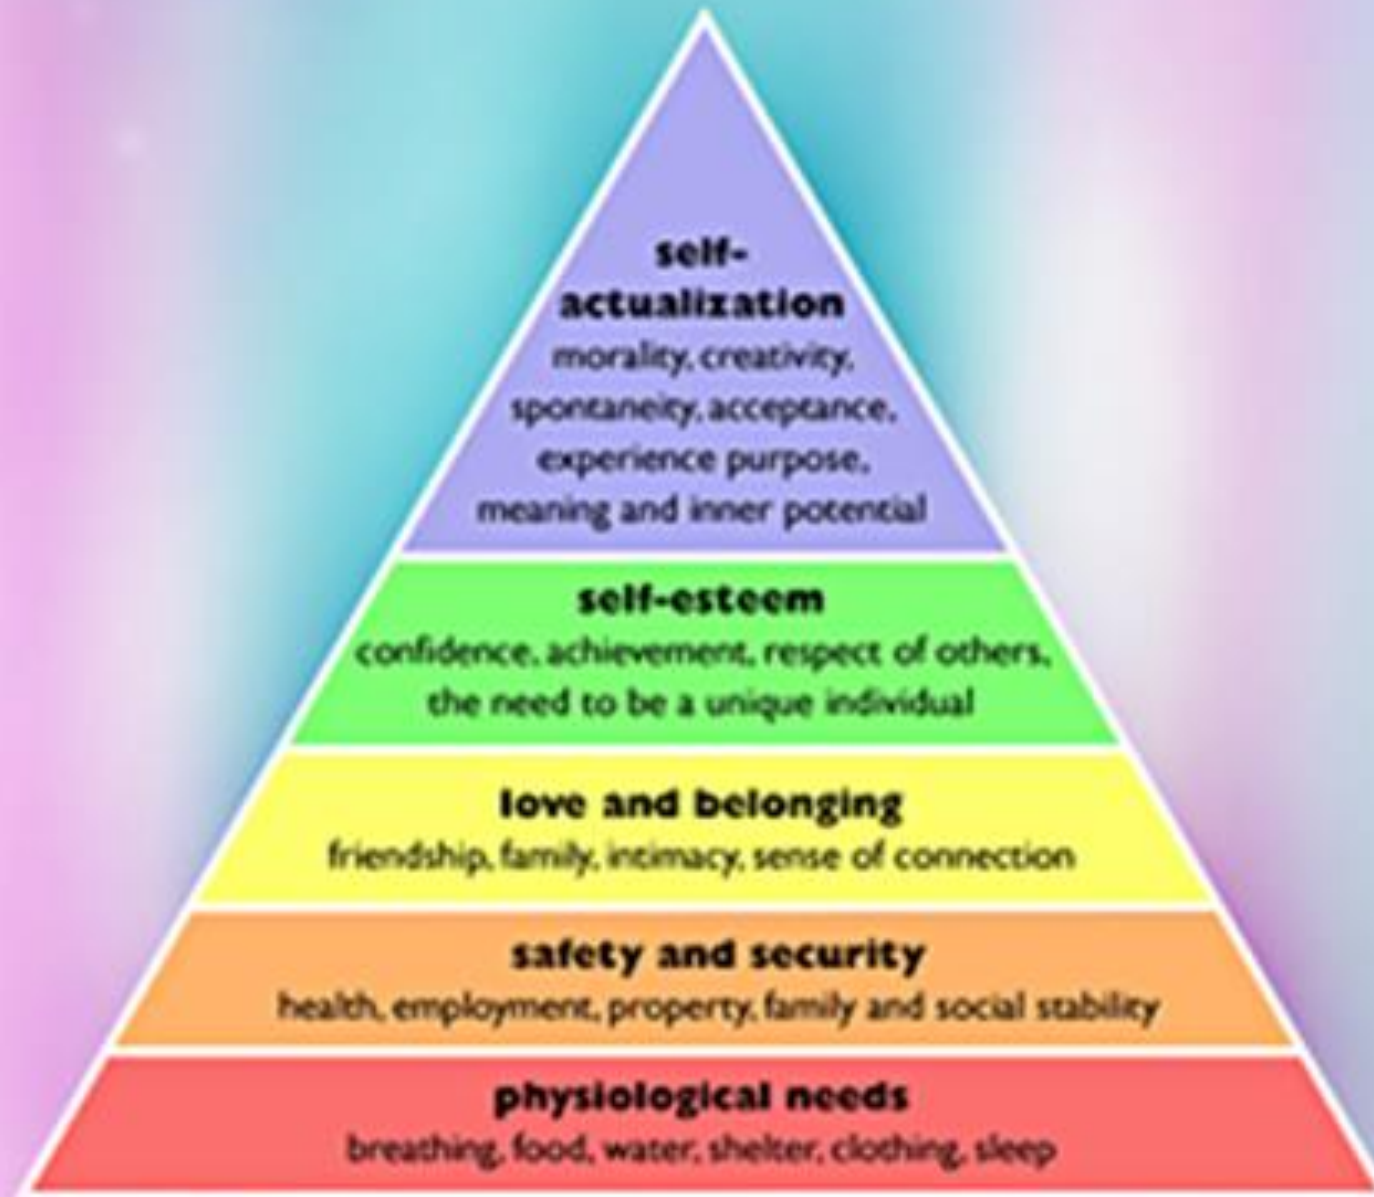 self-
actualization
morality, creativity,
spontaneity, acceptance,
experience purpose,
meaning and inner potential
self-esteem
confidence, achievement, respect of others,
the need to be a unique individual
love and belonging
friendship, family, intimacy, sense of connection
safety and security
health, employment, property, family and social stability
physiological needs
breathing, food, water, shelter, clothing, sleep